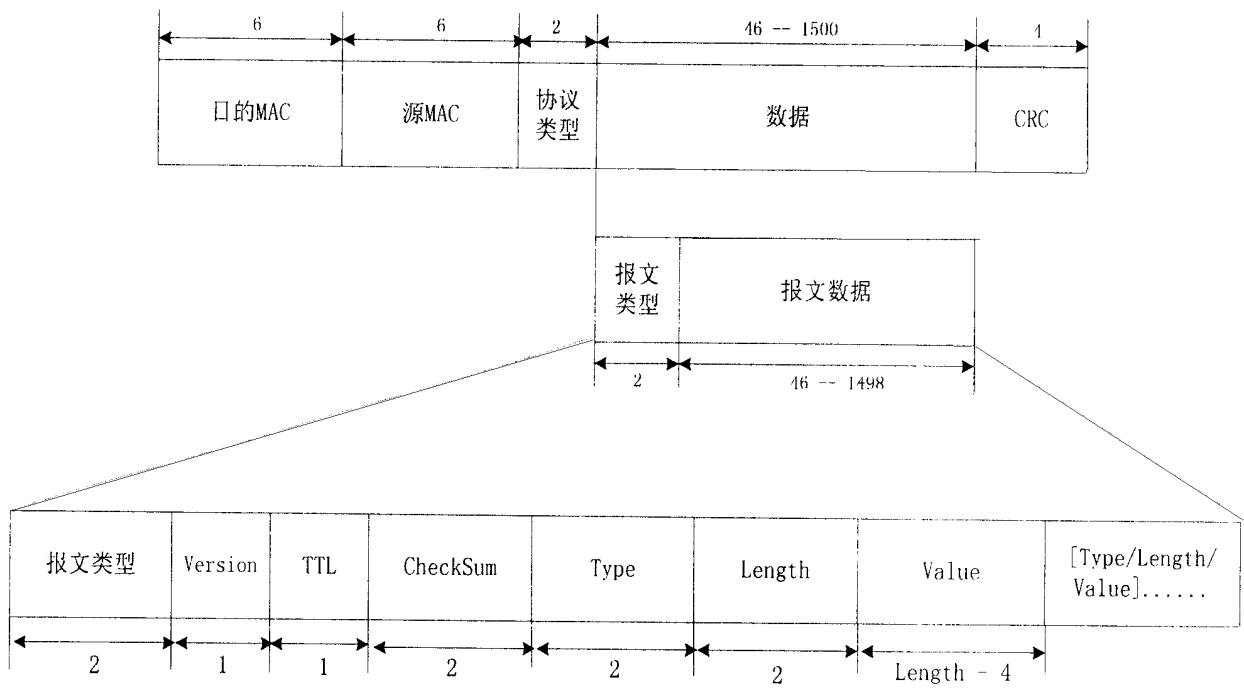 6
6
2
46 -- 1500
4
目的MAC
源MAC
协议
类型
数据
CRC
报文
类型
报文数据
2
46 -- 1498
报文类型
Version
TTL
CheckSum
Type
Length
Value
[Type/Length/
Value]......
2
1
1
2
2
2
Length - 4